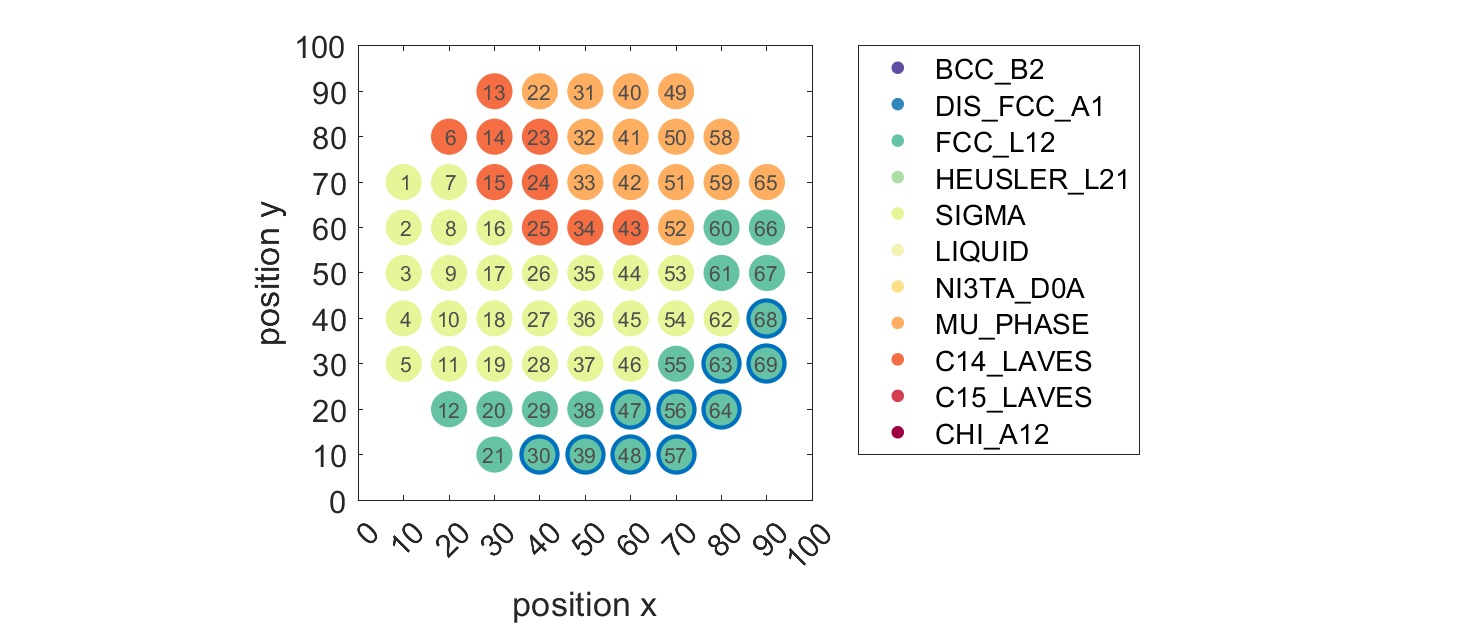 100
90 13 22 31 40 49
80 6 14 23 32 41 50 58
70 1 7 15 24 33 42 51 59 65
60 2 8 16 25 34 43 52 60 66
50 3 9 17 26 35 44 53 61 67
40 4 10 18 27 36 45 54 62 68
30 5 11 19 28 37 46 55 63 69
20 12 20 29 38 47 56 64
10 21 30 39 48 57
0
0 10 20 30 40 50 60 70 80 90 100
position x
position y
BCC_B2
DIS_FCC_A1
FCC_L12
HEUSLER_L21
SIGMA
LIQUID
NI3TA_D0A
MU_PHASE
C14_LAVES
C15_LAVES
CHI_A12